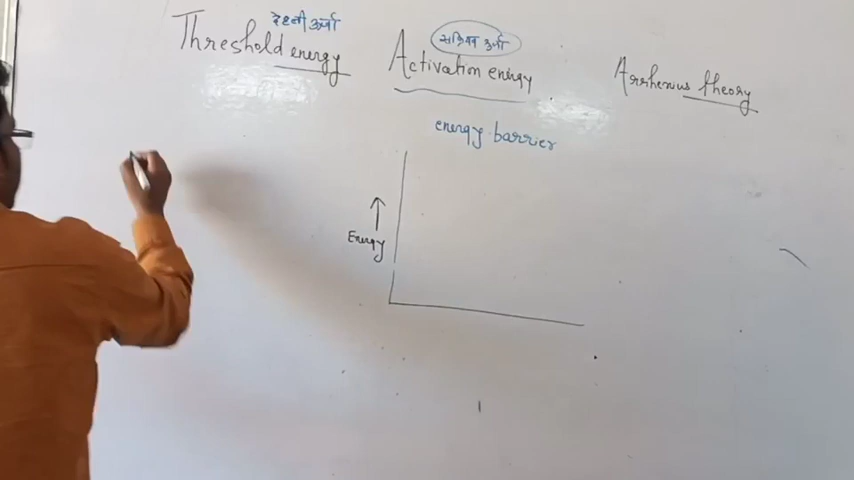 देहली ऊर्जा
Threshold energy
सक्रियण ऊर्जा
Activation energy
Arrhenius theory
energy barrier
Energy